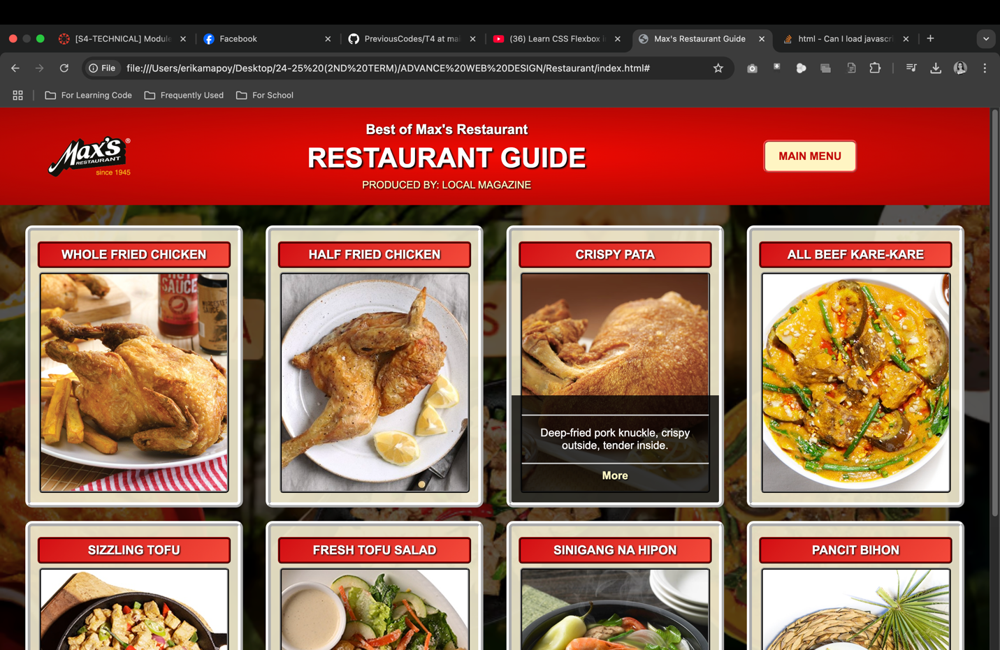 [S4-TECHNICAL] Module
Facebook
PreviousCodes/T4 at mai
(36) Learn CSS Flexbox i
Max's Restaurant Guide
html - Can I load javascri
File
file:///Users/erikamapoy/Desktop/24-25%20(2ND%20TERM)/ADVANCE%20WEB%20DESIGN/Restaurant/index.html#
For Learning Code
Frequently Used
For School
Max's ®
RESTAURANT
since 1945
Best of Max's Restaurant
RESTAURANT GUIDE
PRODUCED BY: LOCAL MAGAZINE
MAIN MENU
WHOLE FRIED CHICKEN
HALF FRIED CHICKEN
CRISPY PATA
ALL BEEF KARE-KARE
SAUCE
Deep-fried pork knuckle, crispy
outside, tender inside.
More
SIZZLING TOFU
FRESH TOFU SALAD
SINIGANG NA HIPON
PANCIT BIHON